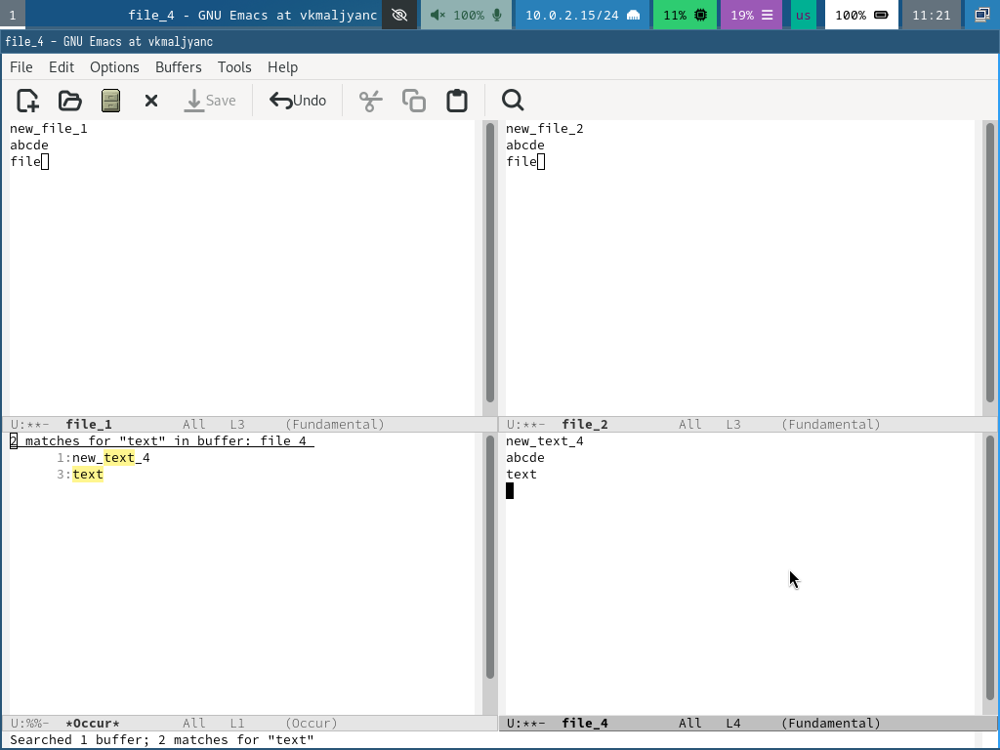 1 file_4 - GNU Emacs at vkmaljyanc 100% 10.0.2.15/24 11% 19% us 100% 11:21
file_4 - GNU Emacs at vkmaljyanc
File Edit Options Buffers Tools Help
Save Undo
new_file_1
abcde
file
U:**- file_1 All L3 (Fundamental)
new_file_2
abcde
file
U:**- file_2 All L3 (Fundamental)
2 matches for "text" in buffer: file_4
1:new_text_4
3:text
U:%%- *Occur* All L1 (Occur)
new_text_4
abcde
text
U:**- file_4 All L4 (Fundamental)
Searched 1 buffer; 2 matches for "text"